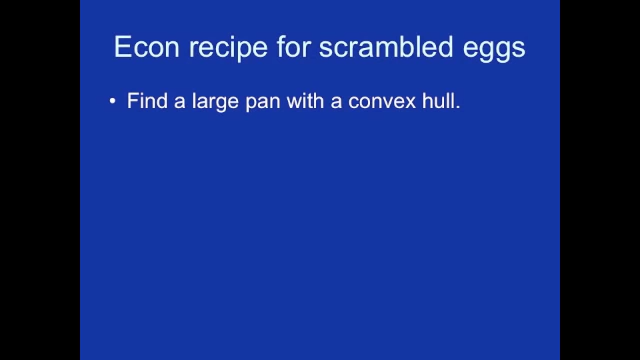 Econ recipe for scrambled eggs
• Find a large pan with a convex hull.